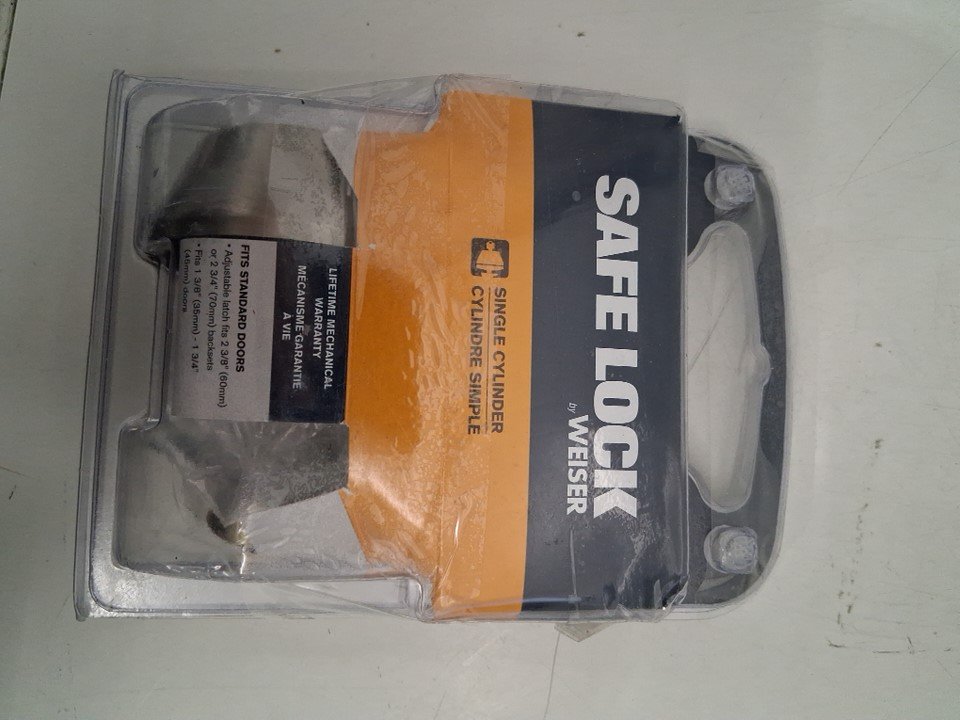 SAFE LOCK
by WEISER
SINGLE CYLINDER
CYLINDRE SIMPLE
LIFETIME MECHANICAL
WARRANTY
MECANISME GARANTIE
À VIE
FITS STANDARD DOORS
• Adjustable latch fits 2 3/8" (60mm)
or 2 3/4" (70mm) backsets
• Fits 1 3/8" (35mm) - 1 3/4"
(45mm) doors